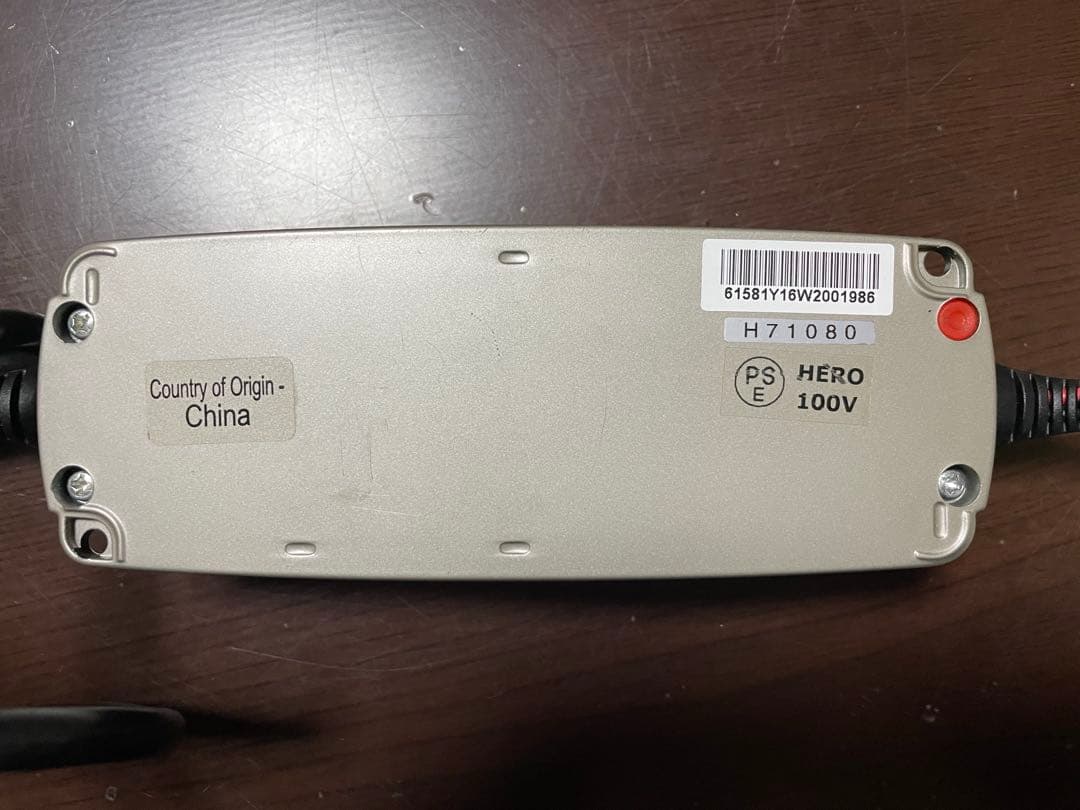 61581Y16W2001986
H71080
PS
E
HERO
100V
Country of Origin -
China